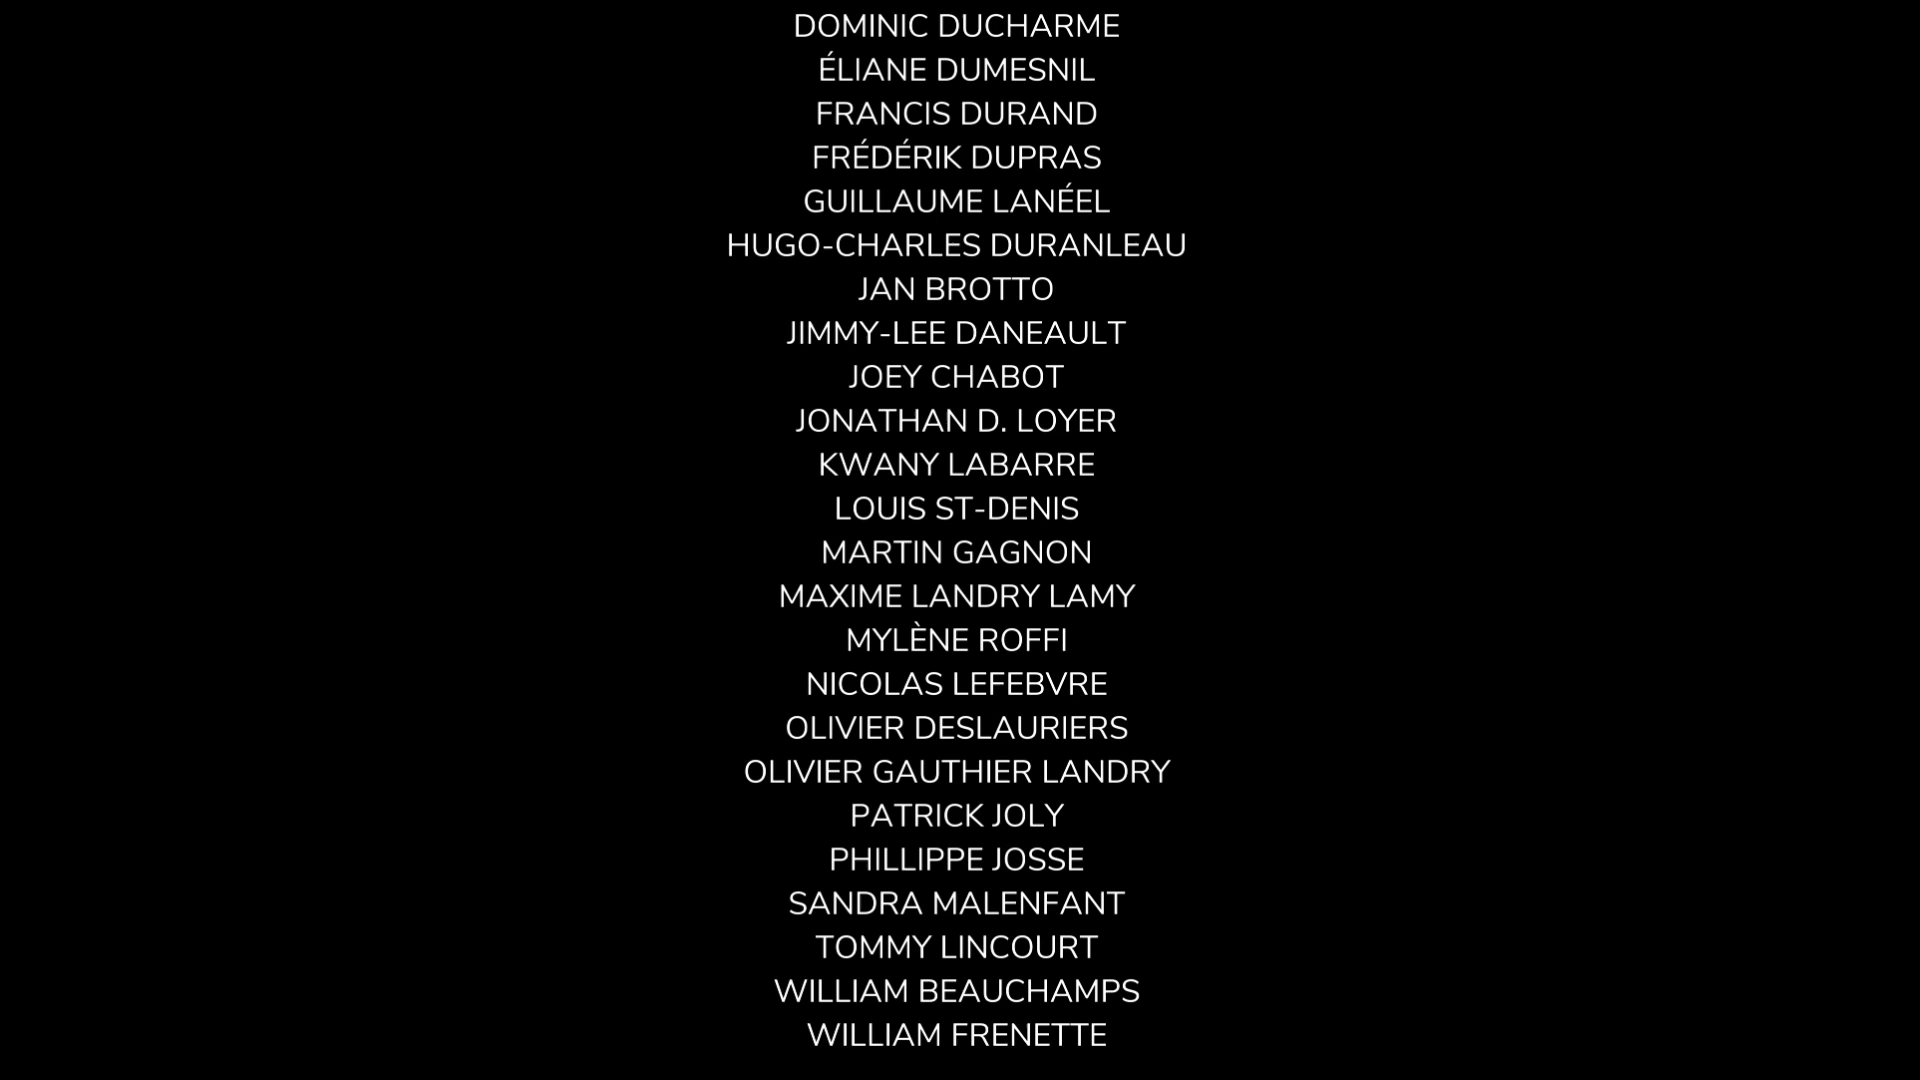 DOMINIC DUCHARME
ÉLIANE DUMESNIL
FRANCIS DURAND
FRÉDÉRIK DUPRAS
GUILLAUME LANÉEL
HUGO-CHARLES DURANLEAU
JAN BROTTO
JIMMY-LEE DANEAULT
JOEY CHABOT
JONATHAN D. LOYER
KWANY LABARRE
LOUIS ST-DENIS
MARTIN GAGNON
MAXIME LANDRY LAMY
MYLÈNE ROFFI
NICOLAS LEFEBVRE
OLIVIER DESLAURIERS
OLIVIER GAUTHIER LANDRY
PATRICK JOLY
PHILLIPPE JOSSE
SANDRA MALENFANT
TOMMY LINCOURT
WILLIAM BEAUCHAMPS
WILLIAM FRENETTE